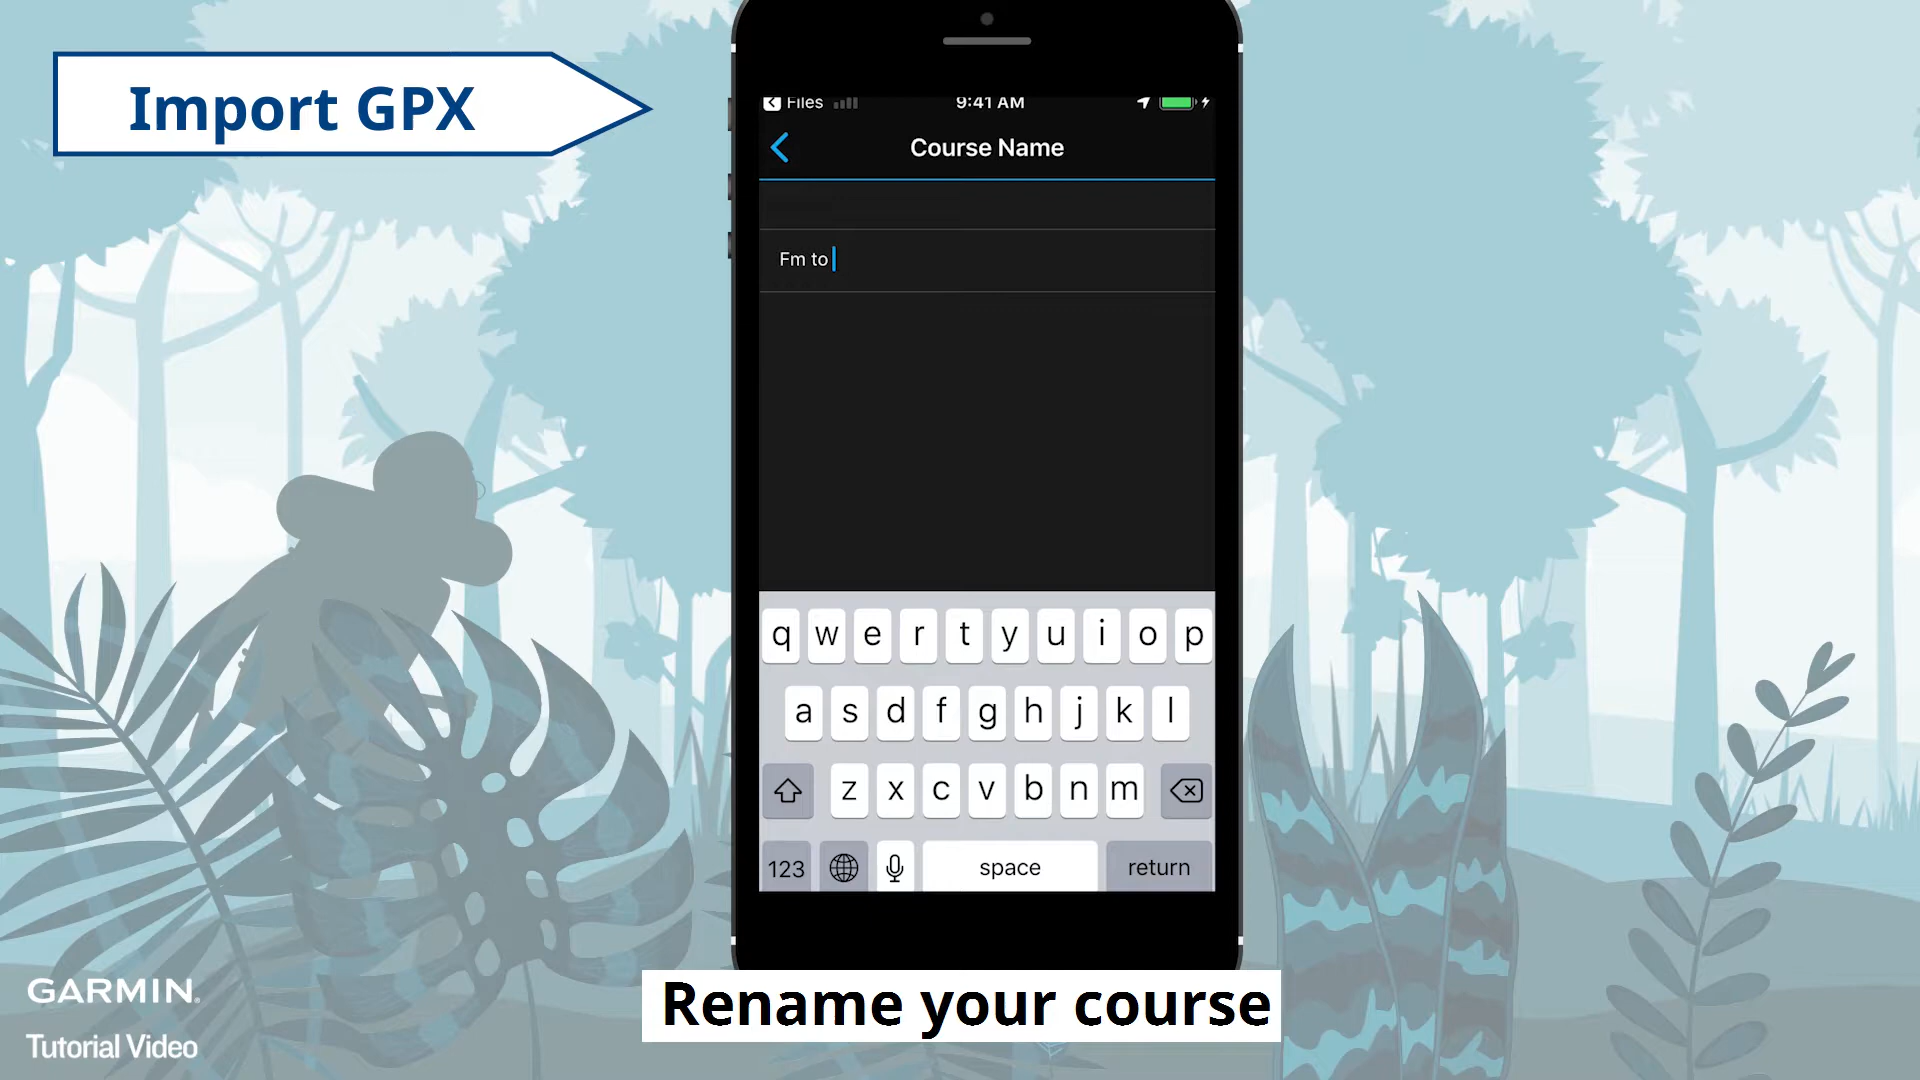 Import GPX
Files 9:41 AM
Course Name
Fm to
q w e r t y u i o p
a s d f g h j k l
z x c v b n m
123 space return
Rename your course
GARMIN.
Tutorial Video